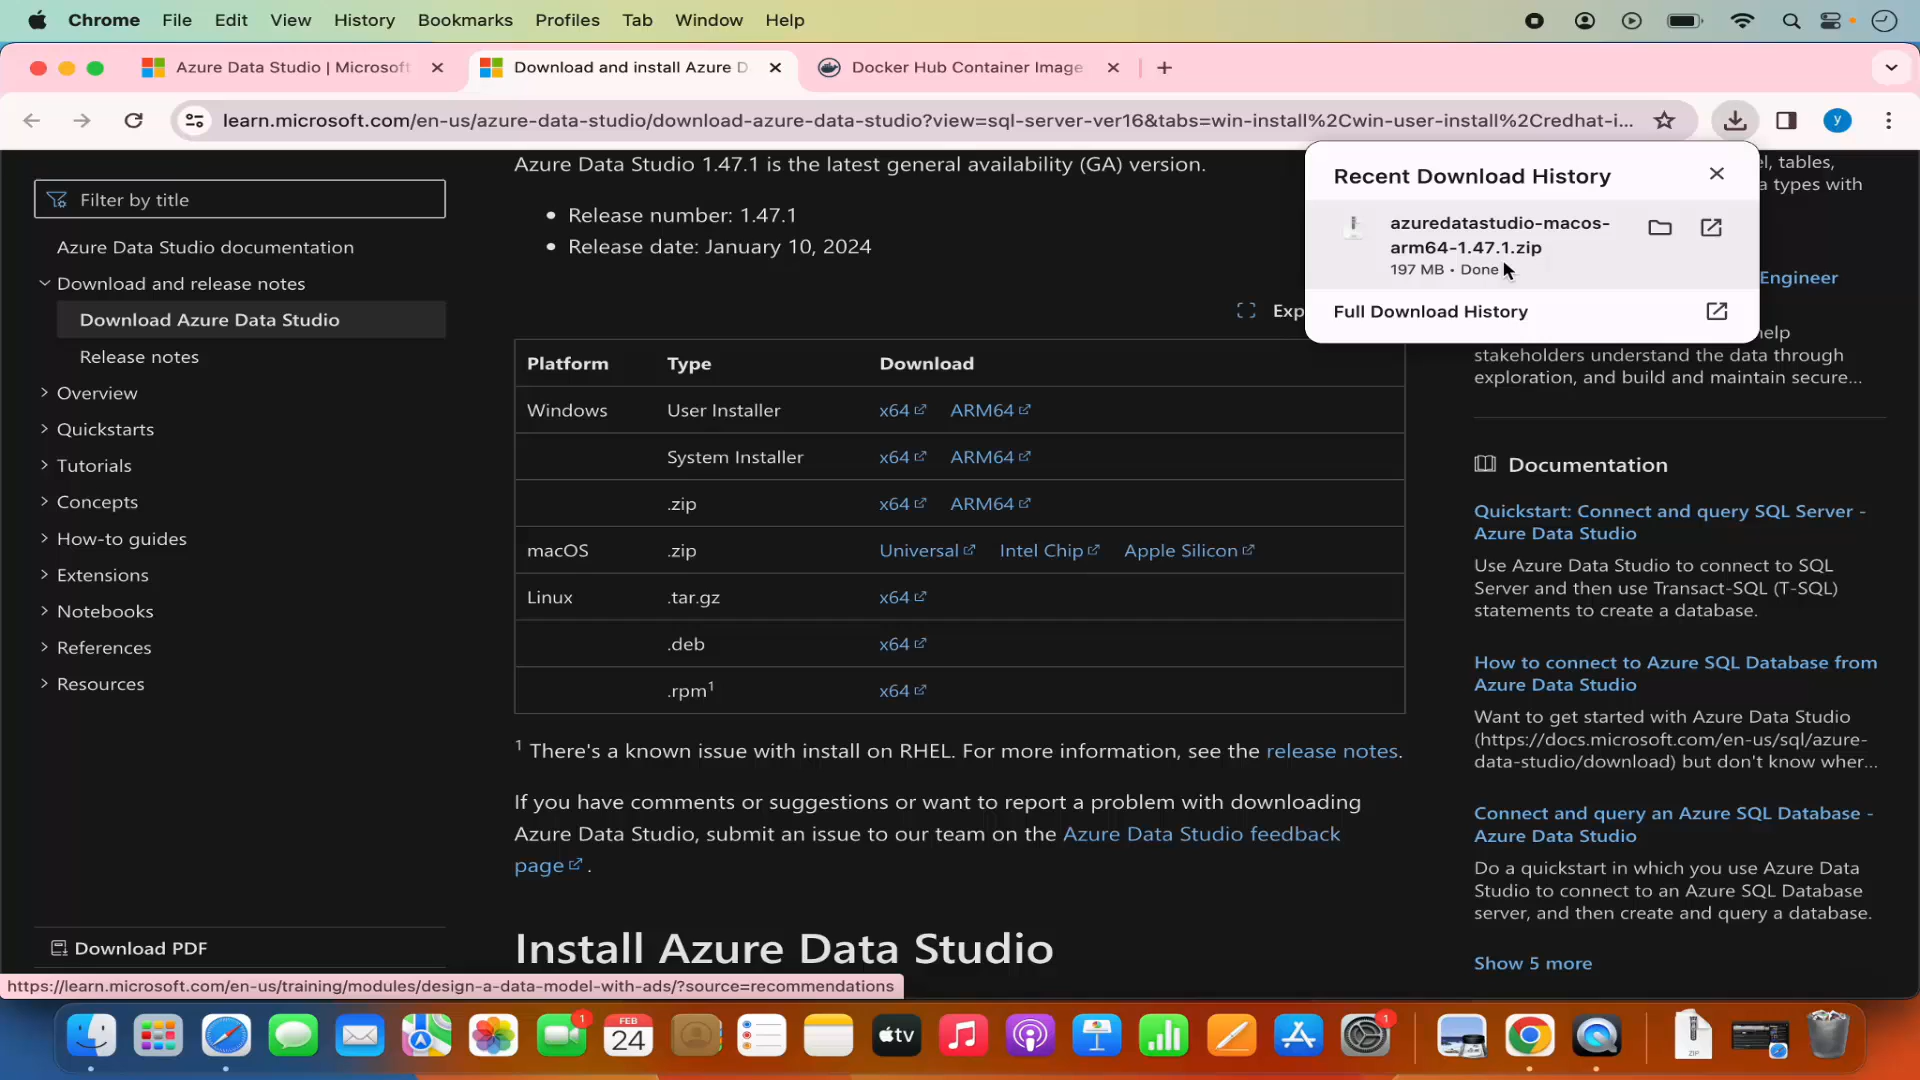 Chrome File Edit View History Bookmarks Profiles Tab Window Help
Azure Data Studio | Microsoft
Download and install Azure D
Docker Hub Container Image
learn.microsoft.com/en-us/azure-data-studio/download-azure-data-studio?view=sql-server-ver16&tabs=win-install%2Cwin-user-install%2Credhat-i...
y
Filter by title
Azure Data Studio documentation
Download and release notes
Download Azure Data Studio
Release notes
Overview
Quickstarts
Tutorials
Concepts
How-to guides
Extensions
Notebooks
References
Resources
Download PDF
Azure Data Studio 1.47.1 is the latest general availability (GA) version.
• Release number: 1.47.1
• Release date: January 10, 2024
Exp
Platform Type Download
Windows User Installer x64 ARM64
System Installer x64 ARM64
.zip x64 ARM64
macOS .zip Universal Intel Chip Apple Silicon
Linux .tar.gz x64
.deb x64
.rpm1 x64
1 There's a known issue with install on RHEL. For more information, see the release notes.
If you have comments or suggestions or want to report a problem with downloading
Azure Data Studio, submit an issue to our team on the Azure Data Studio feedback
page.
Install Azure Data Studio
Recent Download History
azuredatastudio-macos-
arm64-1.47.1.zip
197 MB • Done
Full Download History
tables,
types with
Engineer
help
stakeholders understand the data through
exploration, and build and maintain secure...
Documentation
Quickstart: Connect and query SQL Server -
Azure Data Studio
Use Azure Data Studio to connect to SQL
Server and then use Transact-SQL (T-SQL)
statements to create a database.
How to connect to Azure SQL Database from
Azure Data Studio
Want to get started with Azure Data Studio
(https://docs.microsoft.com/en-us/sql/azure-
data-studio/download) but don't know wher...
Connect and query an Azure SQL Database -
Azure Data Studio
Do a quickstart in which you use Azure Data
Studio to connect to an Azure SQL Database
server, and then create and query a database.
Show 5 more
https://learn.microsoft.com/en-us/training/modules/design-a-data-model-with-ads/?source=recommendations
1
FEB
24
tv
1
ZIP